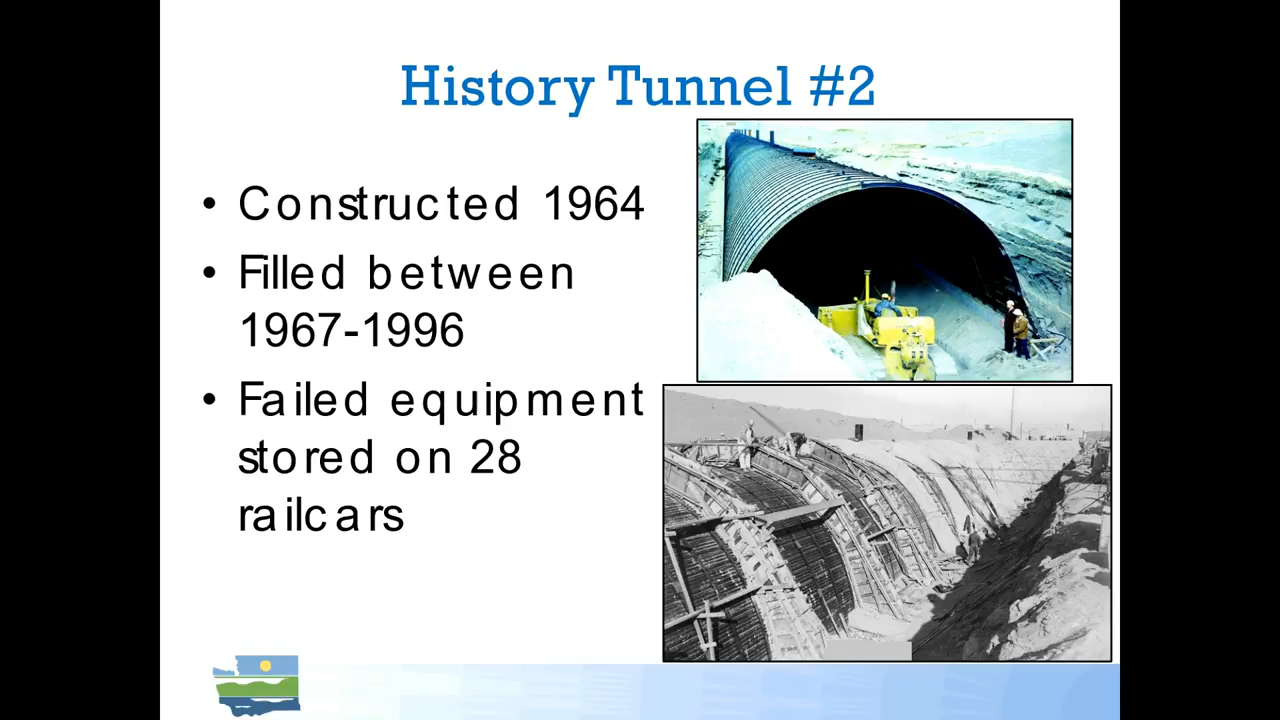 History Tunnel #2
• Constructed 1964
• Filled between
1967-1996
• Failed equipment
stored on 28
railcars